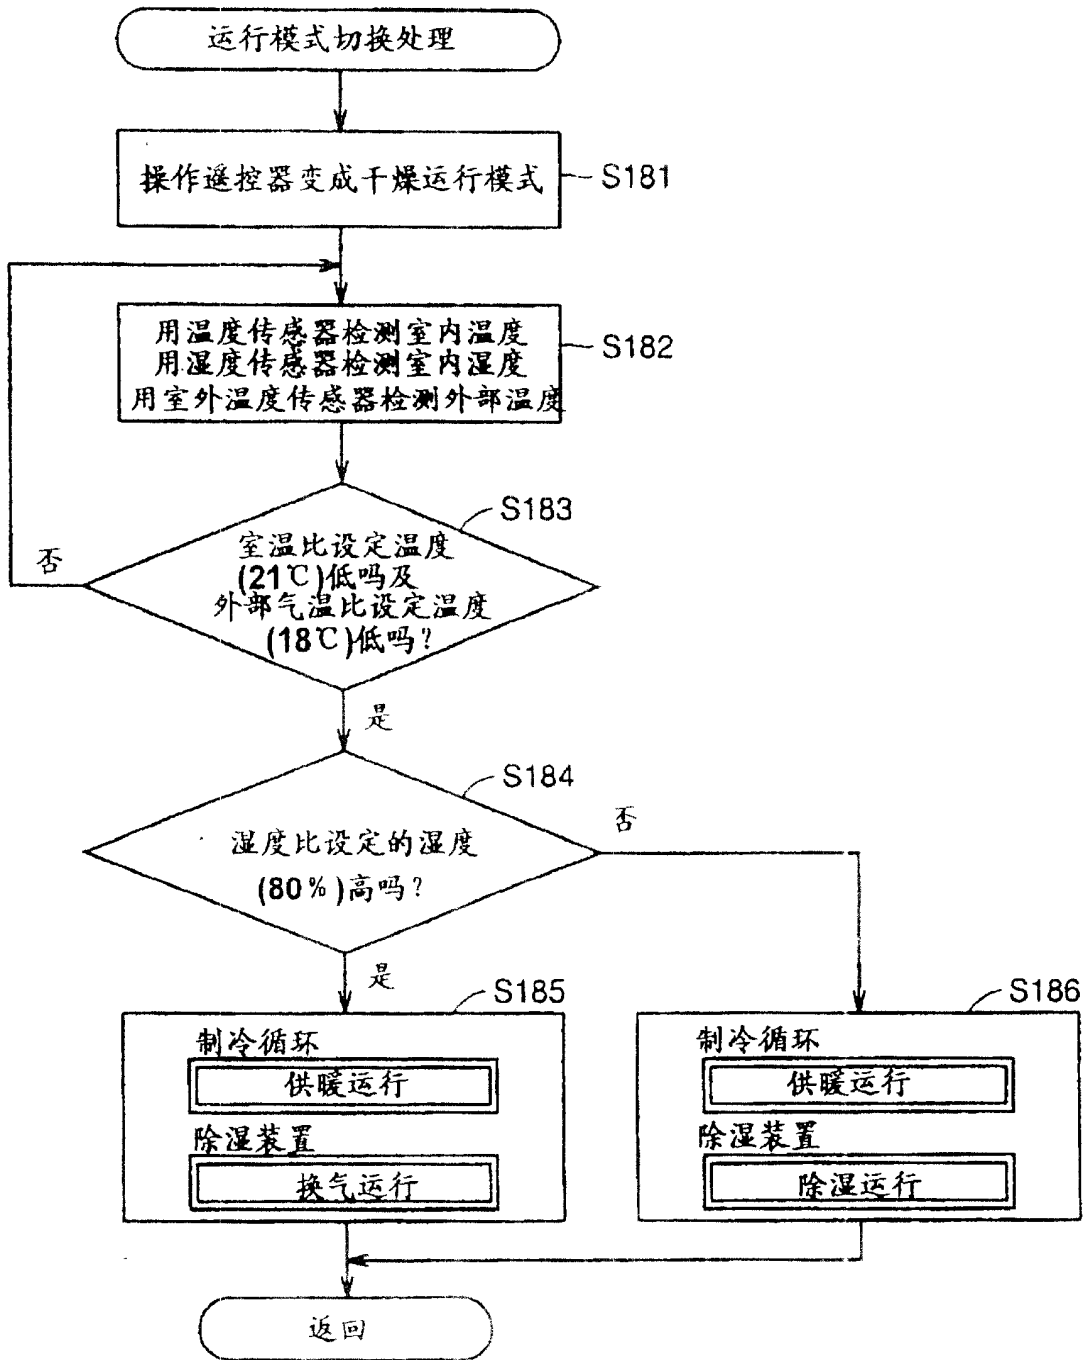 运行模式切换处理
操作遥控器变成干燥运行模式
S181
用温度传感器检测室内温度
用湿度传感器检测室内湿度
用室外温度传感器检测外部温度
S182
S183
室温比设定温度
(21℃)低吗及
外部气温比设定温度
(18℃)低吗?
否
是
S184
湿度比设定的湿度
(80%)高吗?
否
是
S185
制冷循环
供暖运行
除湿装置
换气运行
S186
制冷循环
供暖运行
除湿装置
除湿运行
返回